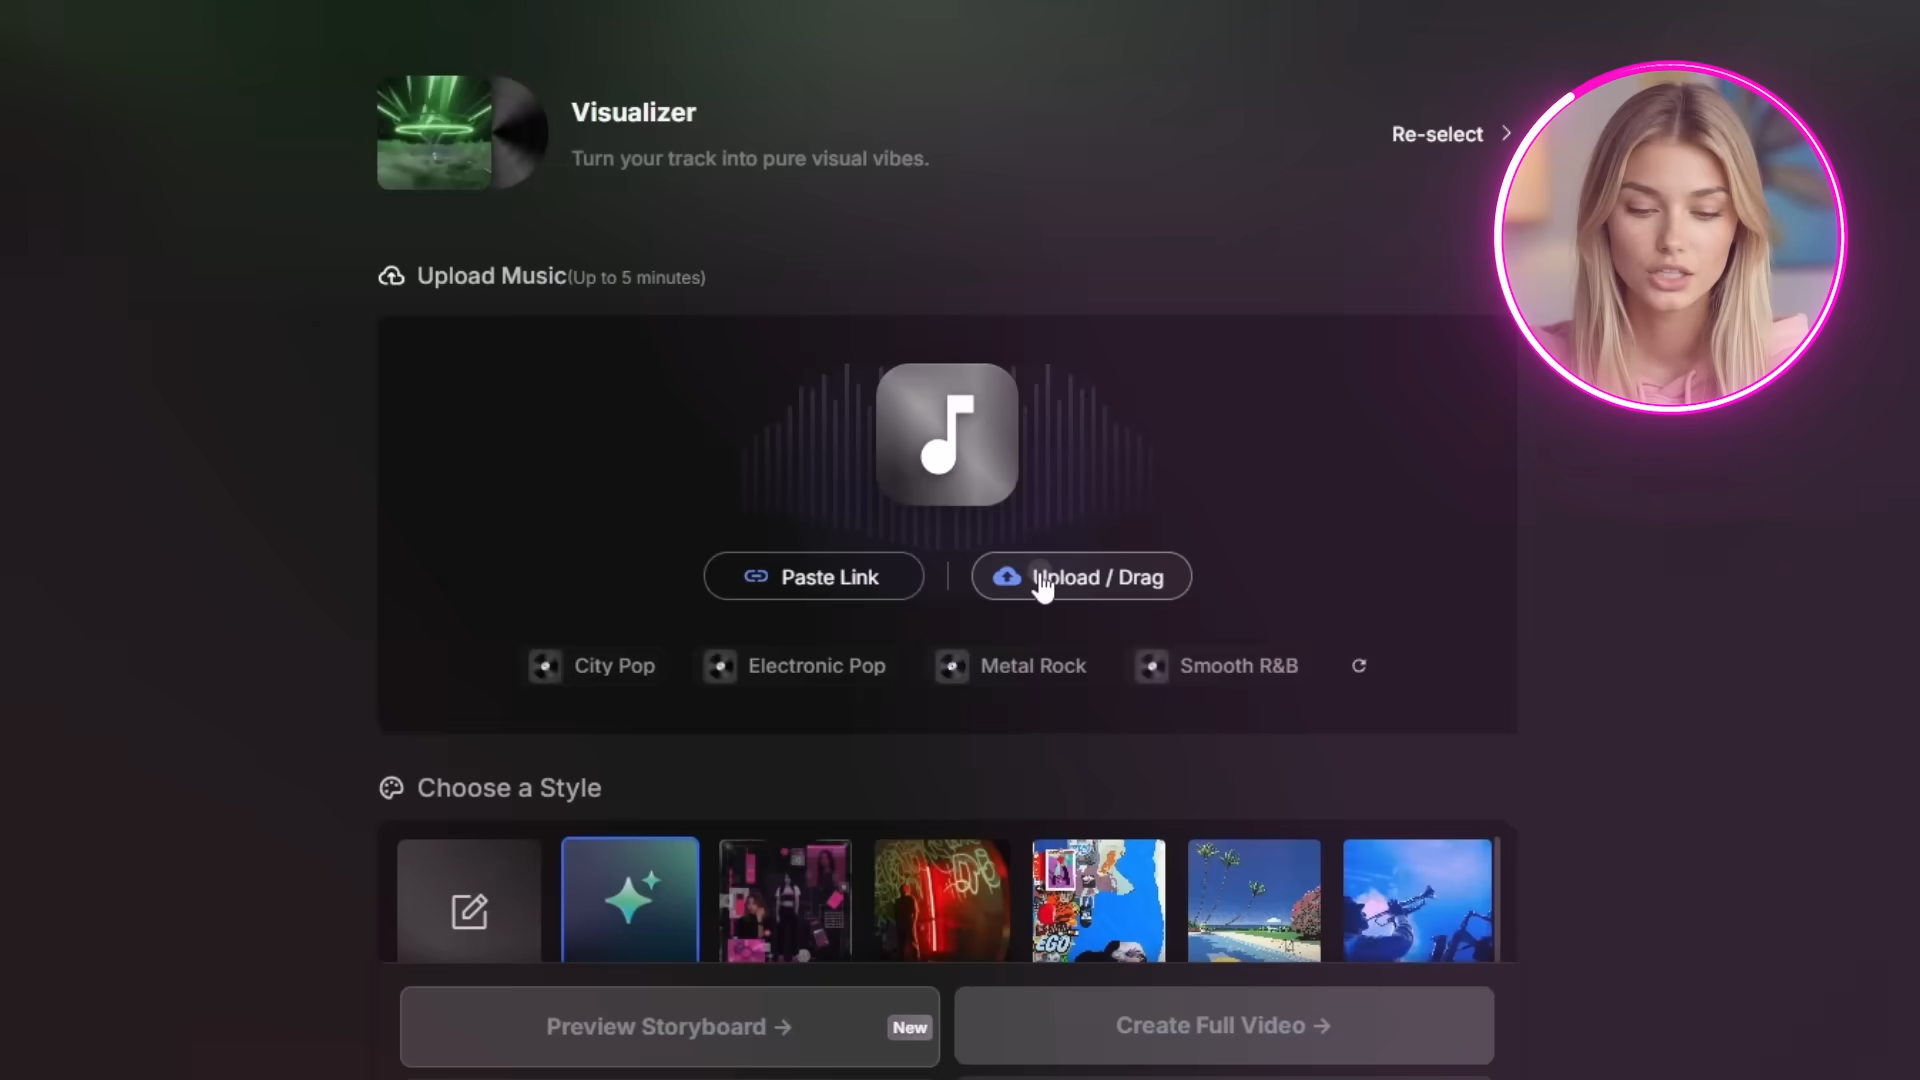 Visualizer
Turn your track into pure visual vibes.
Re-select
Upload Music(Up to 5 minutes)
Paste Link
Upload / Drag
City Pop
Electronic Pop
Metal Rock
Smooth R&B
Choose a Style
EGO
Preview Storyboard →
New
Create Full Video →